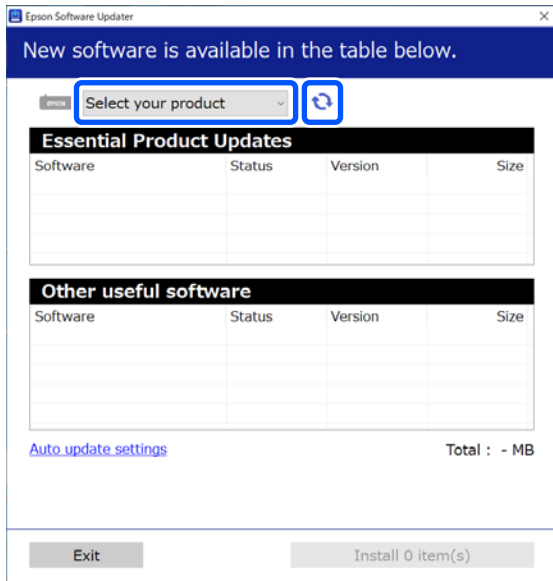 Epson Software Updater
New software is available in the table below.
EPSON Select your product
Essential Product Updates
Software Status Version Size
Other useful software
Software Status Version Size
Auto update settings Total : - MB
Exit Install 0 item(s)